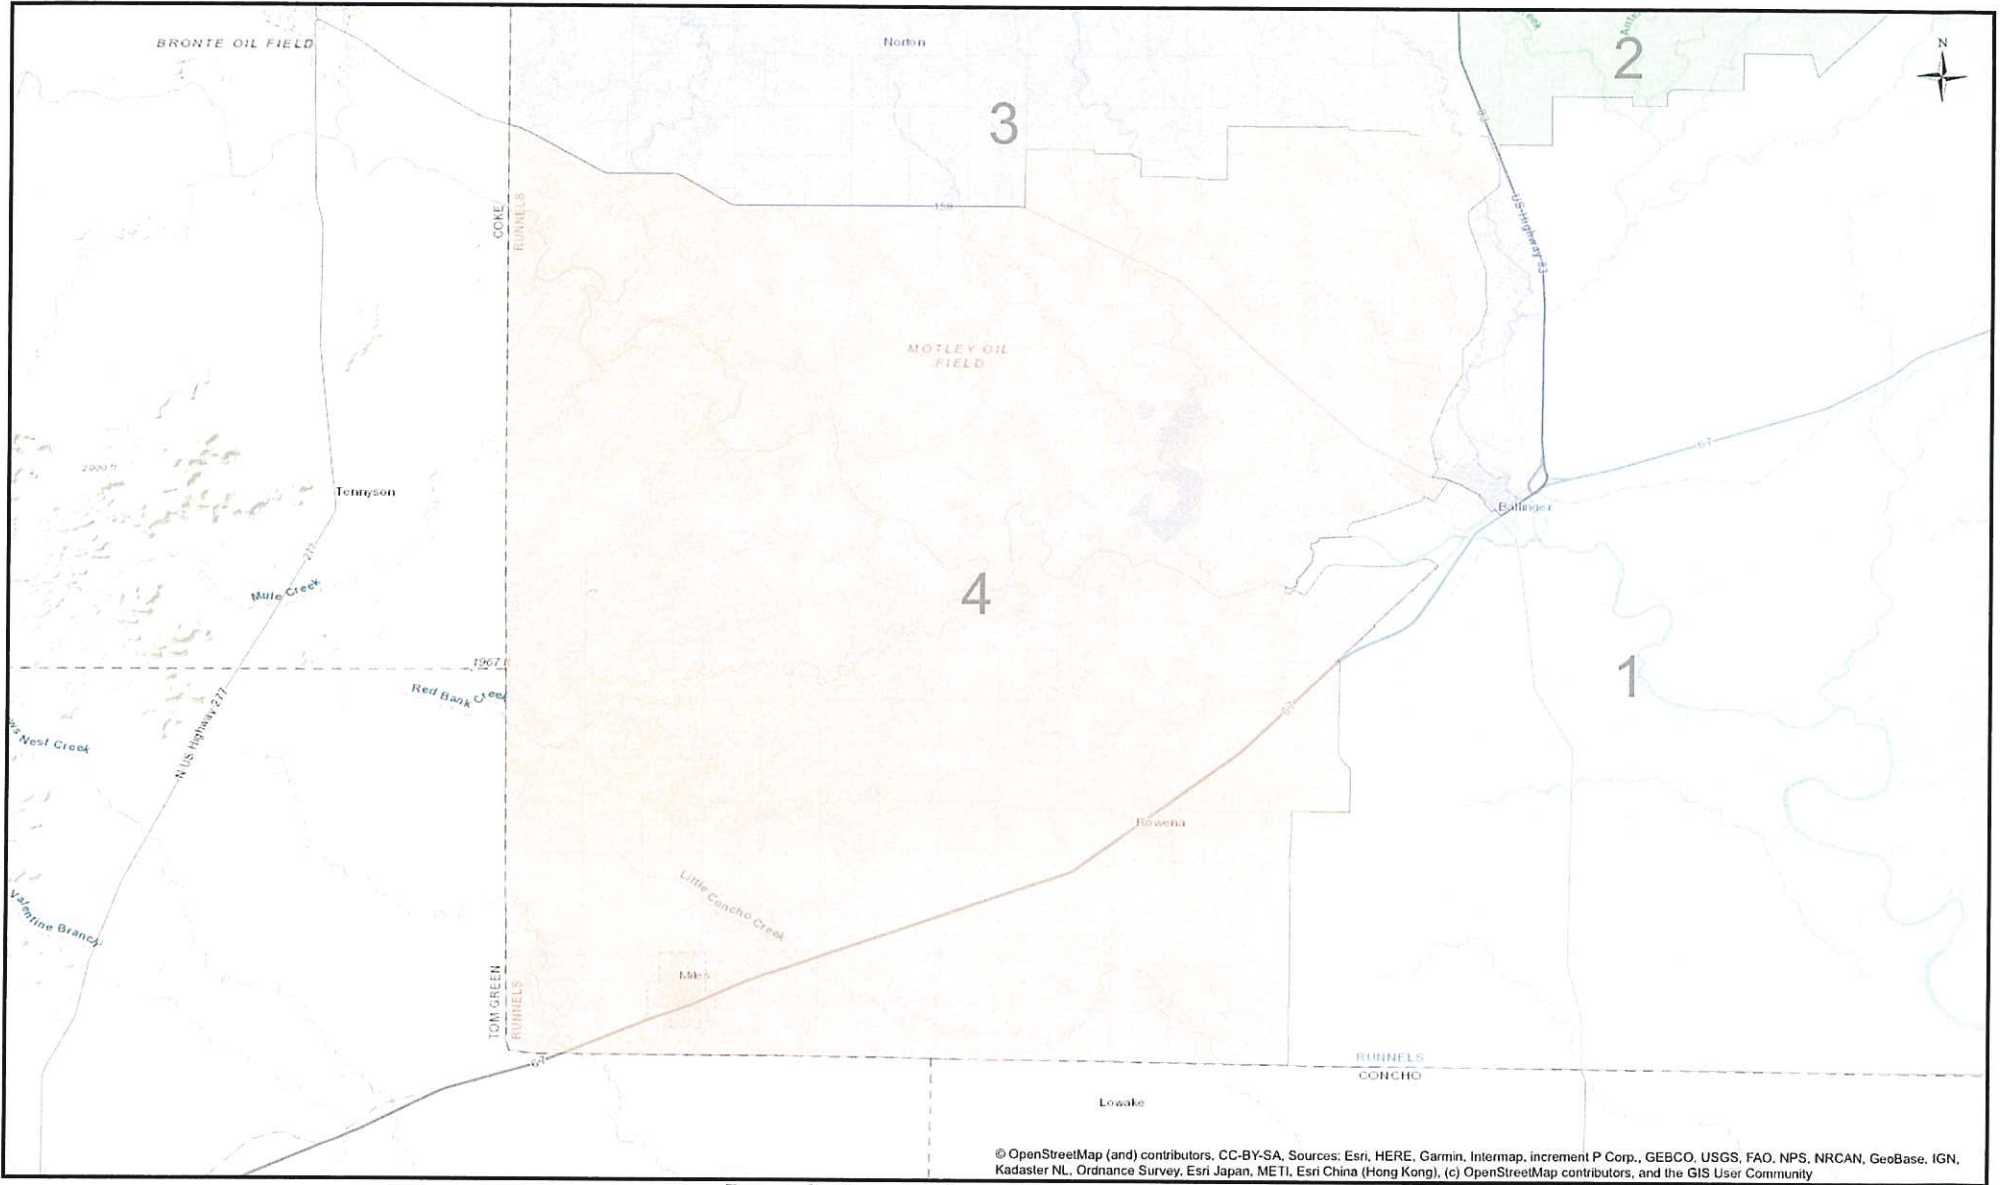 BRONTE OIL FIELD
Norton
2
N
3
83
COKE
RUNNELS
158
US Highway 83
MOTLEY OIL
FIELD
67
2000 ft
Tennyson
Ballinger
277
Mule Creek
4
1967 f
Red Bank Creek
1
N US Highway 277
67
Nest Creek
Rowena
Little Concho Creek
Valentine Branch
Miles
TOM GREEN
RUNNELS
67
RUNNELS
CONCHO
Lowake
© OpenStreetMap (and) contributors, CC-BY-SA, Sources: Esri, HERE, Garmin, Intermap, increment P Corp., GEBCO, USGS, FAO, NPS, NRCAN, GeoBase, IGN,
Kadaster NL, Ordnance Survey, Esri Japan, METI, Esri China (Hong Kong), (c) OpenStreetMap contributors, and the GIS User Community